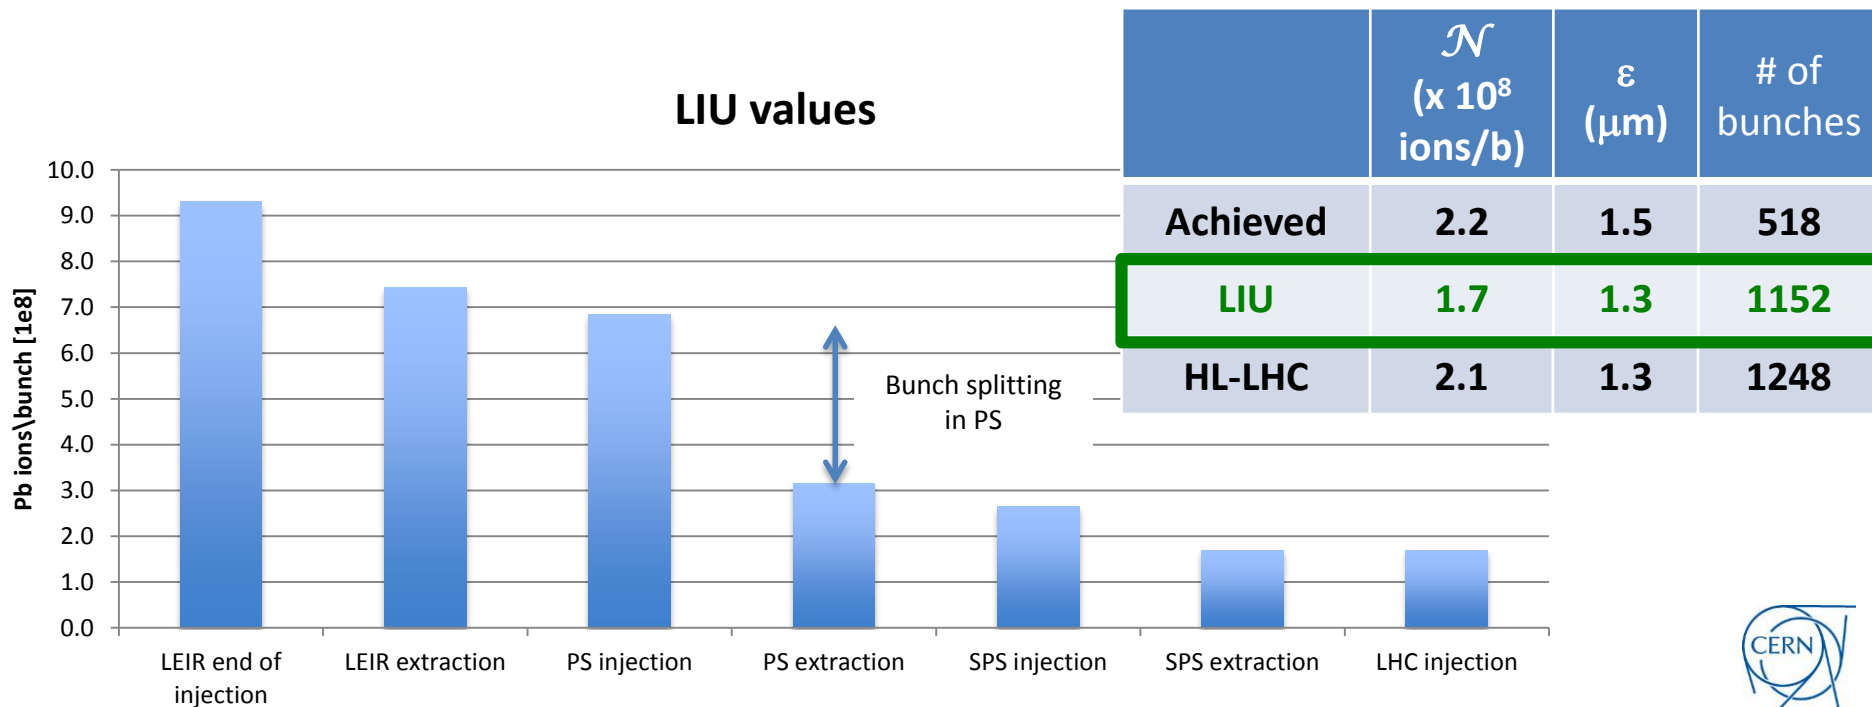 LIU values
𝒩
(x 10⁸
ions/b)
ε
(μm)
# of
bunches
Achieved 2.2 1.5 518
LIU 1.7 1.3 1152
HL-LHC 2.1 1.3 1248
Pb ions\bunch [1e8]
10.0
9.0
8.0
7.0
6.0
5.0
4.0
3.0
2.0
1.0
0.0
Bunch splitting
in PS
LEIR end of
injection
LEIR extraction
PS injection
PS extraction
SPS injection
SPS extraction
LHC injection
CERN